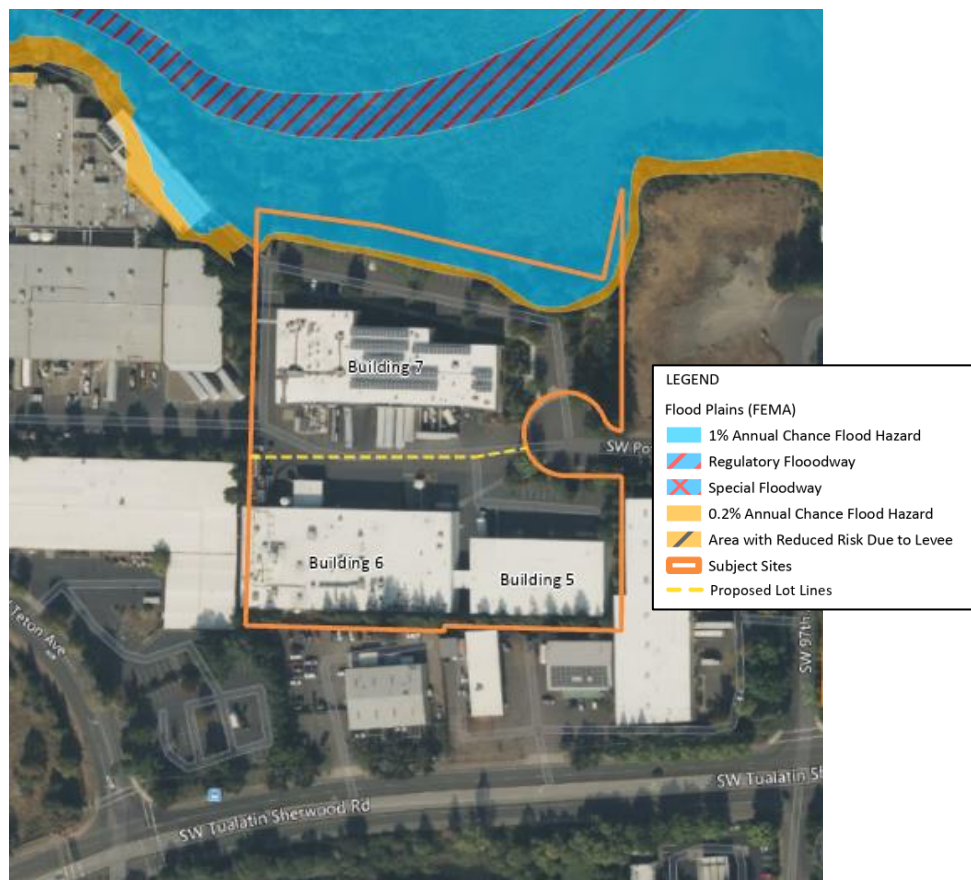 Building 7
SW Po
Building 6
Building 5
Teton Ave
SW 97th
SW Tualatin Sh
SW Tualatin Sherwood Rd
LEGEND
Flood Plains (FEMA)
1% Annual Chance Flood Hazard
Regulatory Flooodway
Special Floodway
0.2% Annual Chance Flood Hazard
Area with Reduced Risk Due to Levee
Subject Sites
Proposed Lot Lines